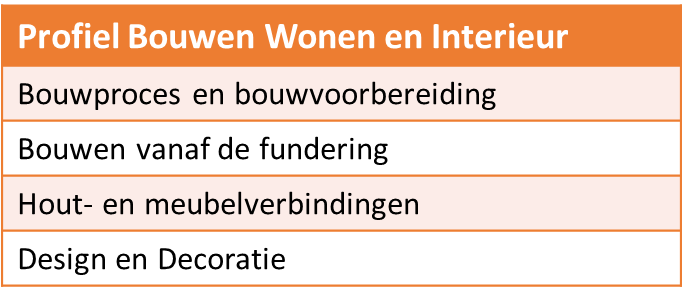 Profiel Bouwen Wonen en Interieur
Bouwproces en bouwvoorbereiding
Bouwen vanaf de fundering
Hout- en meubelverbindingen
Design en Decoratie